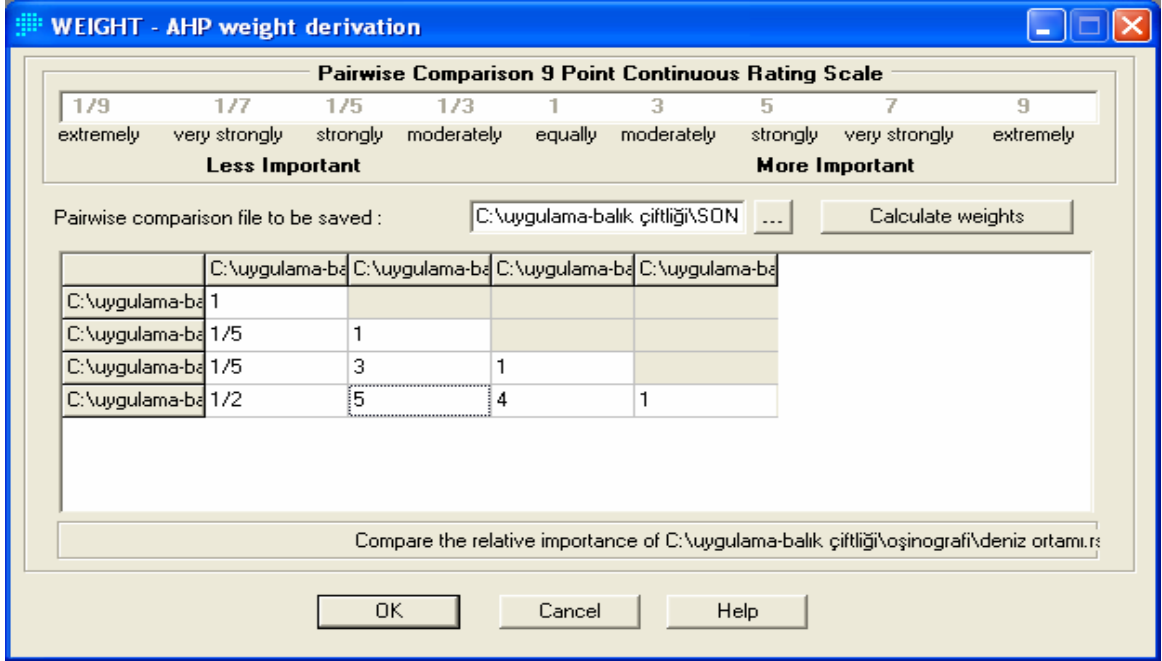 WEIGHT - AHP weight derivation
Pairwise Comparison 9 Point Continuous Rating Scale
1/9 1/7 1/5 1/3 1 3 5 7 9
extremely very strongly strongly moderately equally moderately strongly very strongly extremely
Less Important More Important
Pairwise comparison file to be saved : C:\uygulama-balık çiftliği\SON ... Calculate weights
C:\uygulama-ba C:\uygulama-ba C:\uygulama-ba C:\uygulama-ba
C:\uygulama-ba 1
C:\uygulama-ba 1/5 1
C:\uygulama-ba 1/5 3 1
C:\uygulama-ba 1/2 5 4 1
Compare the relative importance of C:\uygulama-balık çiftliği\oşinografi\deniz ortamı.rs
OK Cancel Help